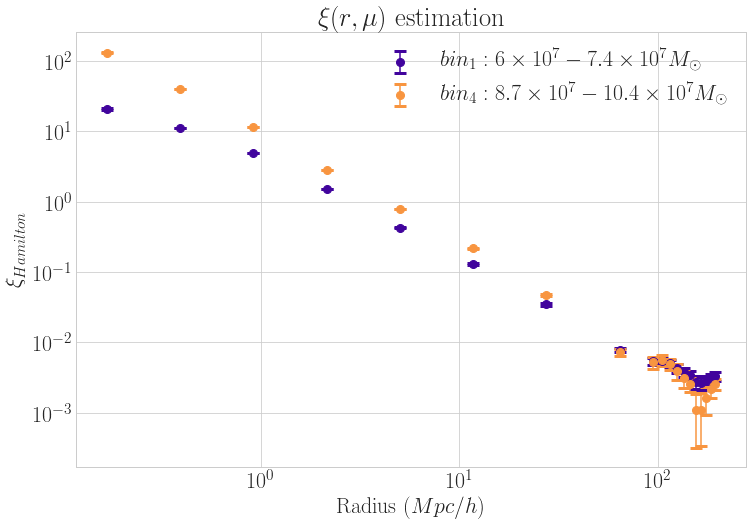 ξ(r, μ) estimation
bin₁ : 6 × 10⁷ − 7.4 × 10⁷M⊙
bin₄ : 8.7 × 10⁷ − 10.4 × 10⁷M⊙
10²
10¹
10⁰
10⁻¹
10⁻²
10⁻³
ξ_Hamilton
10⁰ 10¹ 10²
Radius (Mpc/h)